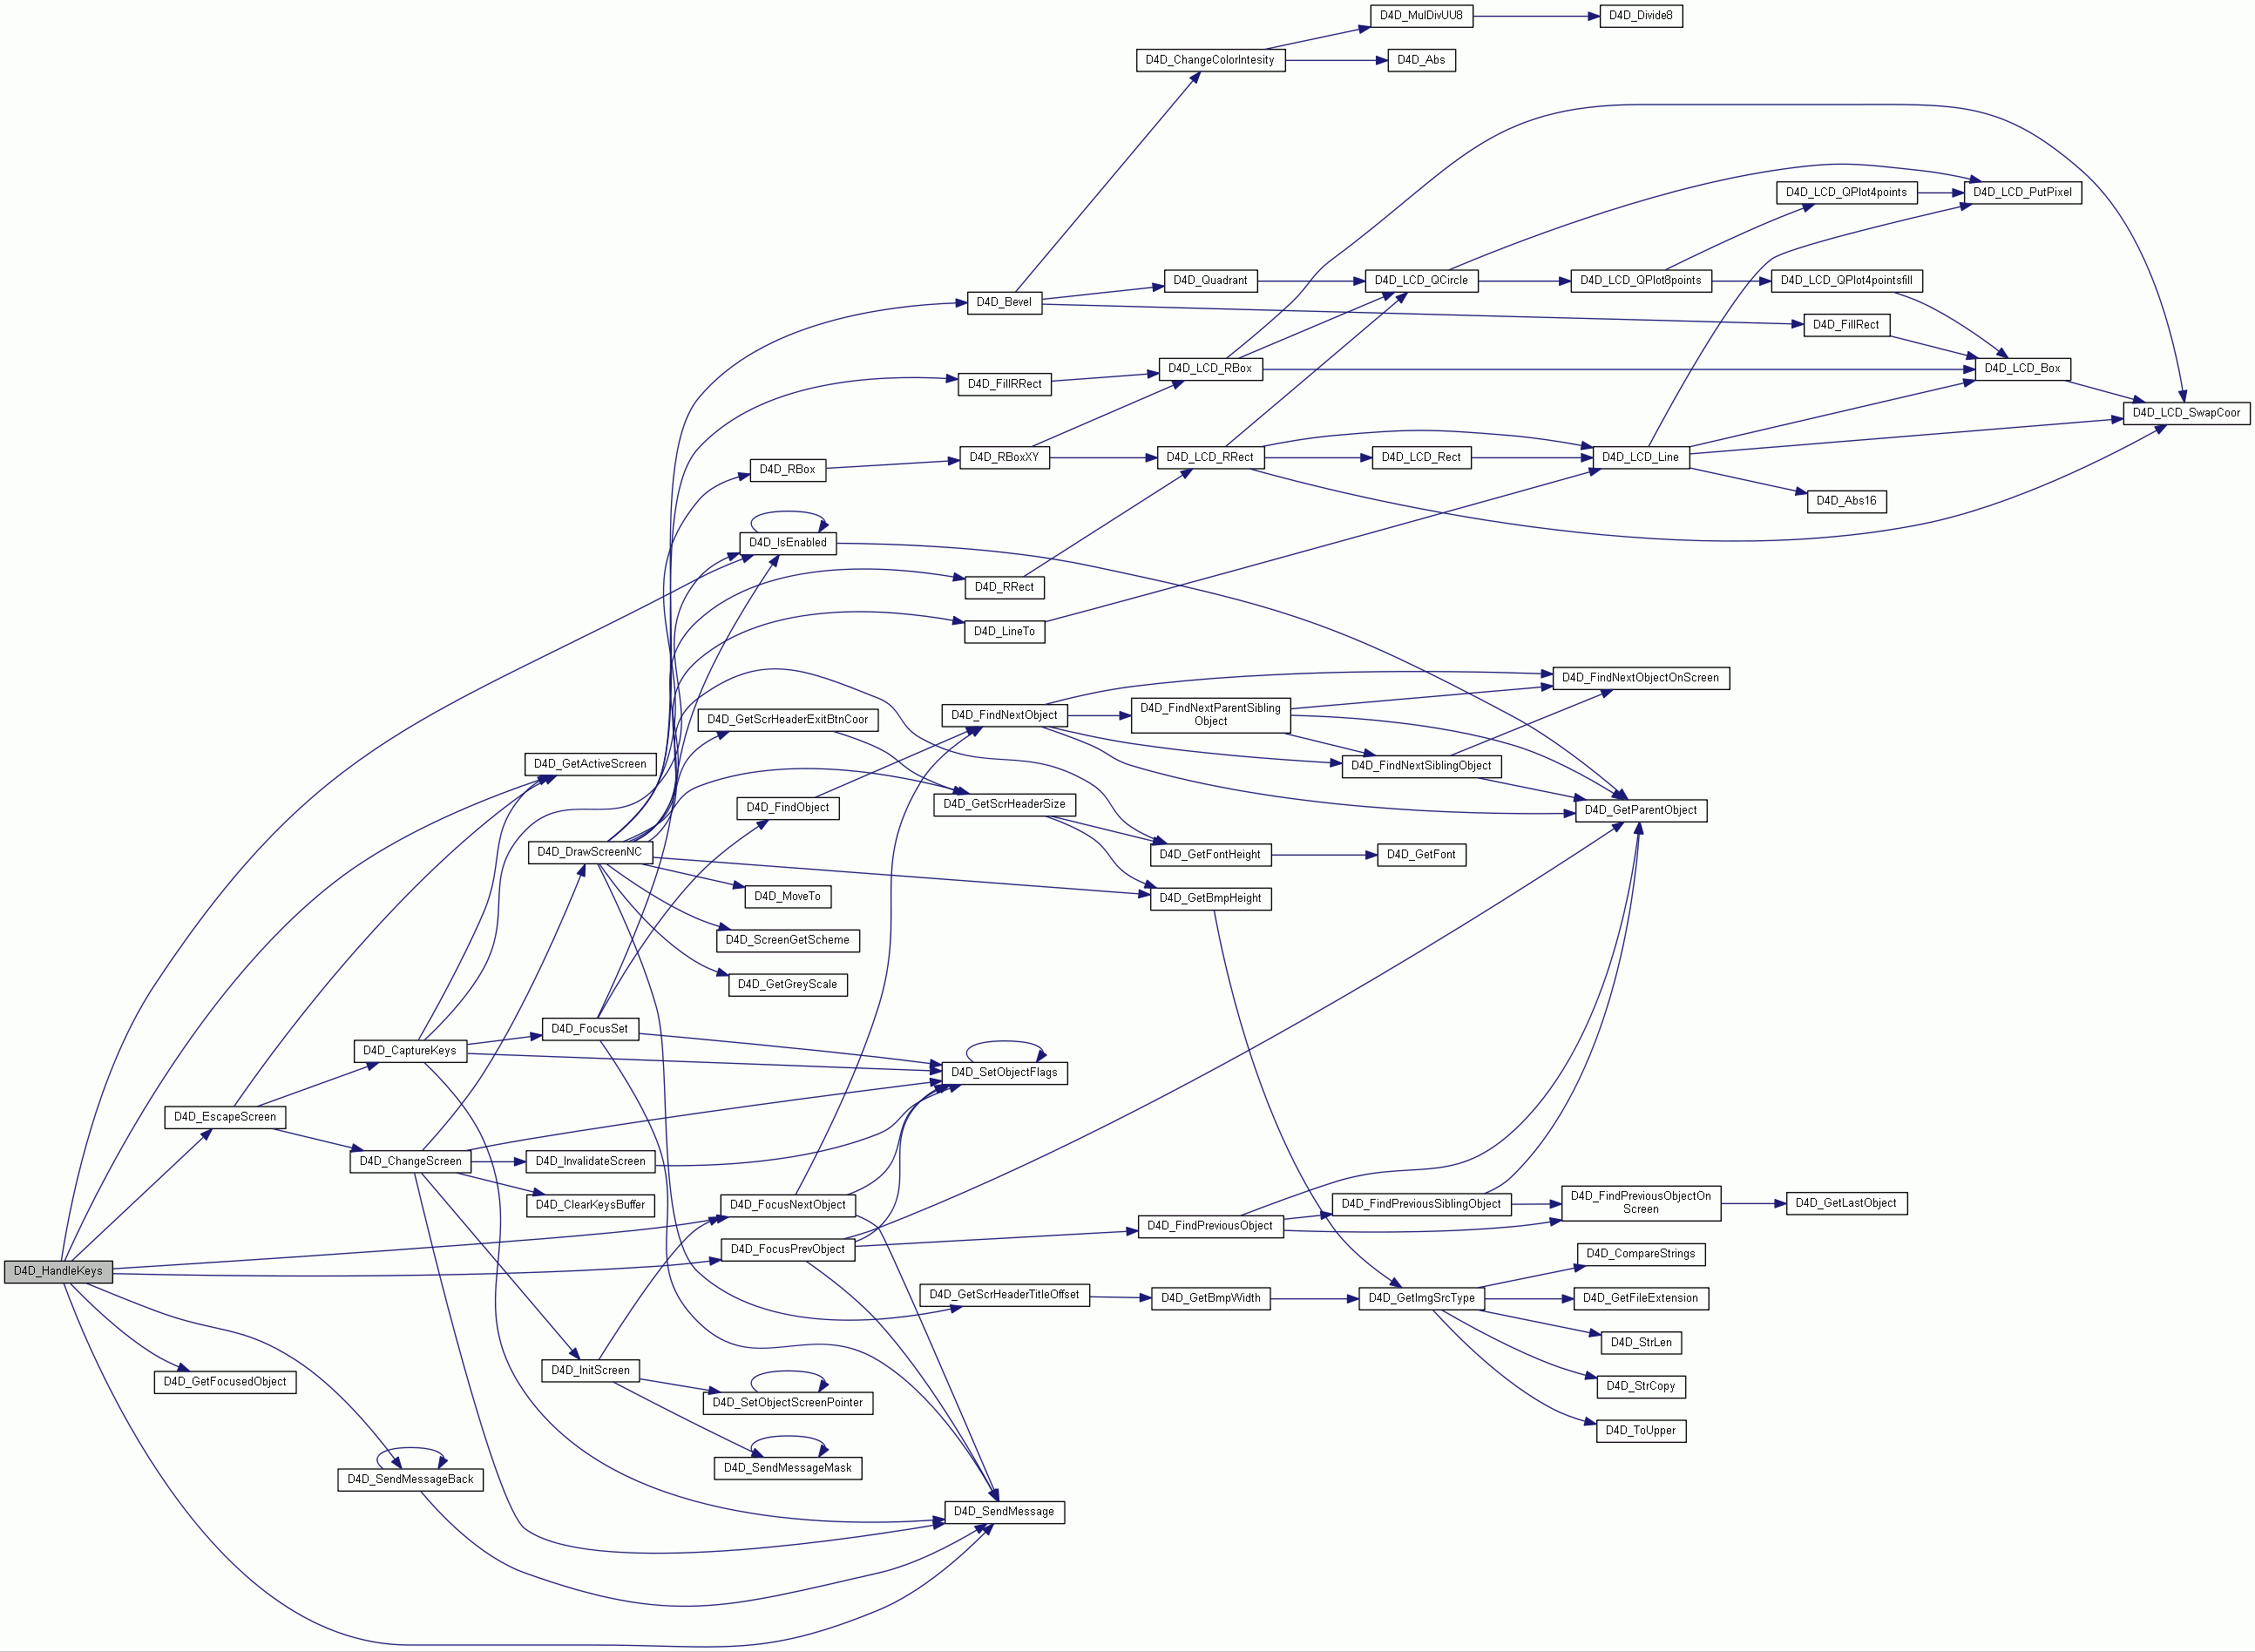 D4D_MulDivUU8
D4D_Divide8
D4D_ChangeColorIntesity
D4D_Abs
D4D_LCD_QPlot4points
D4D_LCD_PutPixel
D4D_Quadrant
D4D_LCD_QCircle
D4D_LCD_QPlot8points
D4D_LCD_QPlot4pointsfill
D4D_Bevel
D4D_FillRect
D4D_LCD_RBox
D4D_LCD_Box
D4D_FillRRect
D4D_LCD_SwapCoor
D4D_RBox
D4D_RBoxXY
D4D_LCD_RRect
D4D_LCD_Rect
D4D_LCD_Line
D4D_Abs16
D4D_IsEnabled
D4D_RRect
D4D_LineTo
D4D_FindNextObjectOnScreen
D4D_GetScrHeaderExitBtnCoor
D4D_FindNextObject
D4D_FindNextParentSibling
Object
D4D_GetActiveScreen
D4D_FindNextSiblingObject
D4D_FindObject
D4D_GetScrHeaderSize
D4D_GetParentObject
D4D_DrawScreenNC
D4D_GetFontHeight
D4D_GetFont
D4D_MoveTo
D4D_GetBmpHeight
D4D_ScreenGetScheme
D4D_GetGreyScale
D4D_FocusSet
D4D_CaptureKeys
D4D_SetObjectFlags
D4D_EscapeScreen
D4D_ChangeScreen
D4D_InvalidateScreen
D4D_ClearKeysBuffer
D4D_FocusNextObject
D4D_FindPreviousSiblingObject
D4D_FindPreviousObjectOn
Screen
D4D_GetLastObject
D4D_FindPreviousObject
D4D_FocusPrevObject
D4D_HandleKeys
D4D_CompareStrings
D4D_GetScrHeaderTitleOffset
D4D_GetBmpWidth
D4D_GetImgSrcType
D4D_GetFileExtension
D4D_StrLen
D4D_InitScreen
D4D_GetFocusedObject
D4D_StrCopy
D4D_SetObjectScreenPointer
D4D_ToUpper
D4D_SendMessageMask
D4D_SendMessageBack
D4D_SendMessage